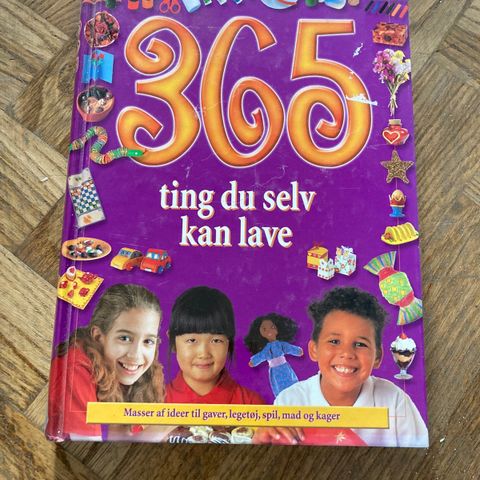 365
ting du selv
kan lave
Masser af ideer til gaver, legetøj, spil, mad og kager